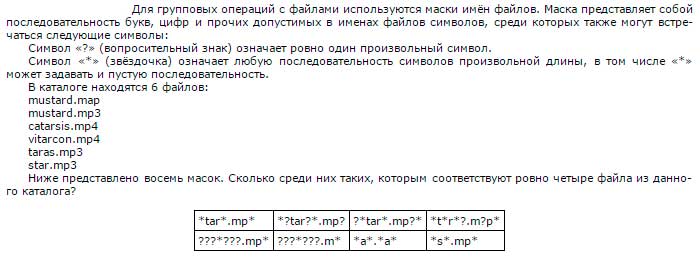 Для групповых операций с файлами используются маски имён файлов. Маска представляет собой
последовательность букв, цифр и прочих допустимых в именах файлов символов, среди которых также могут встре-
чаться следующие символы:
Символ «?» (вопросительный знак) означает ровно один произвольный символ.
Символ «*» (звёздочка) означает любую последовательность символов произвольной длины, в том числе «*»
может задавать и пустую последовательность.
В каталоге находятся 6 файлов:
mustard.map
mustard.mp3
catarsis.mp4
vitarcon.mp4
taras.mp3
star.mp3
Ниже представлено восемь масок. Сколько среди них таких, которым соответствуют ровно четыре файла из данно-
го каталога?
*tar*.mp* *?tar?*.mp? ?*tar*.mp?* *t*r*?.m?p*
???*???.mp* ???*???.m* *a*.*a* *s*.mp*